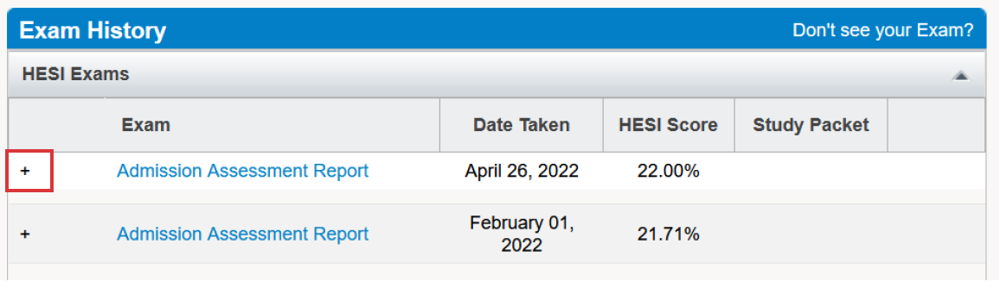 Exam History Don't see your Exam?
HESI Exams
Exam Date Taken HESI Score Study Packet
+ Admission Assessment Report April 26, 2022 22.00%
+ Admission Assessment Report February 01, 2022 21.71%